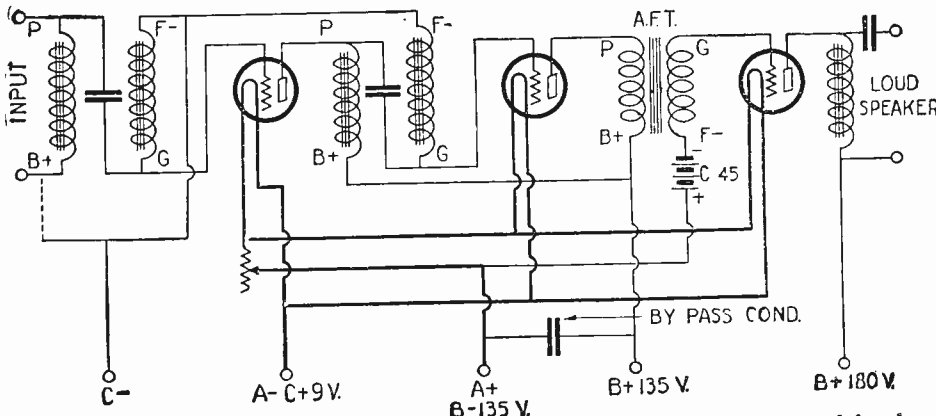 P
F-
INPUT
B+
G
P
G
F-
A.F.T.
P
G
B+
F-
-
C 45
+
LOUD
SPEAKER
BY PASS COND.
C-
A- C+9 V.
A+
B-135 V.
B+135 V.
B+180 V.